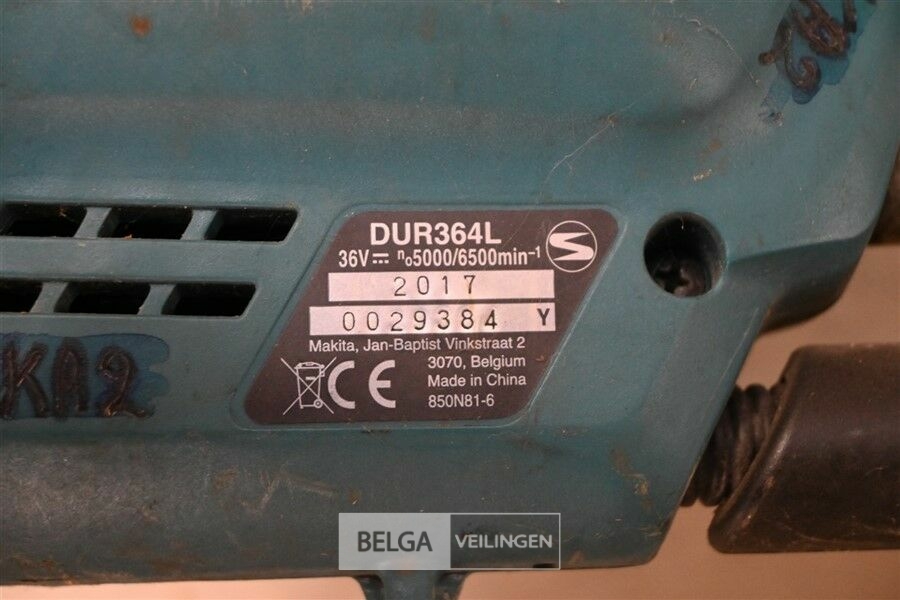 DUR364L
36V⎓ n₀5000/6500min⁻¹
2017
0029384 Y
Makita, Jan-Baptist Vinkstraat 2
3070, Belgium
Made in China
850N81-6
CE
KA2
BELGA VEILINGEN